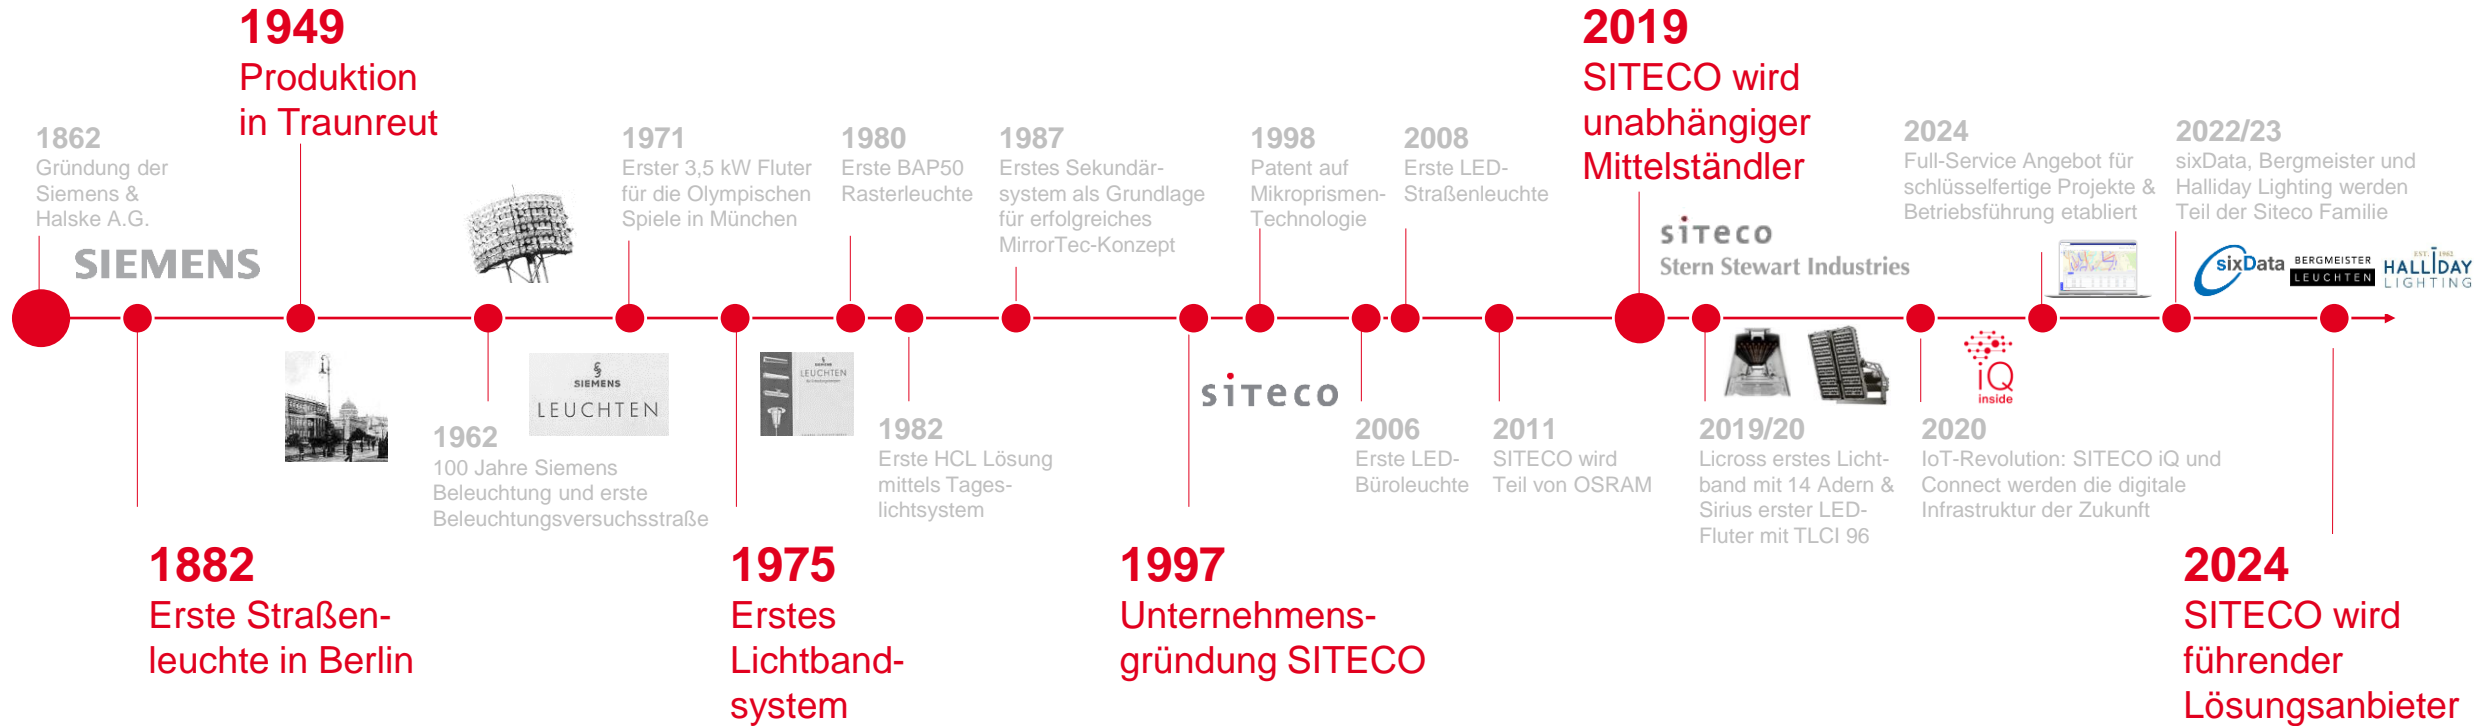 1949
Produktion
in Traunreut
2019
SITECO wird
unabhängiger
Mittelständler
1862
Gründung der
Siemens &
Halske A.G.
SIEMENS
1971
Erster 3,5 kW Fluter
für die Olympischen
Spiele in München
1980
Erste BAP50
Rasterleuchte
1987
Erstes Sekundär-
system als Grundlage
für erfolgreiches
MirrorTec-Konzept
1998
Patent auf
Mikroprismen-
Technologie
2008
Erste LED-
Straßenleuchte
siteco
Stern Stewart Industries
2024
Full-Service Angebot für
schlüsselfertige Projekte &
Betriebsführung etabliert
2022/23
sixData, Bergmeister und
Halliday Lighting werden
Teil der Siteco Familie
sixData
BERGMEISTER
LEUCHTEN
EST. 1982
HALLIDAY
LIGHTING
SIEMENS
LEUCHTEN
SIEMENS
LEUCHTEN
siteco
iQ
inside
1962
100 Jahre Siemens
Beleuchtung und erste
Beleuchtungsversuchsstraße
1982
Erste HCL Lösung
mittels Tages-
lichtsystem
2006
Erste LED-
Büroleuchte
2011
SITECO wird
Teil von OSRAM
2019/20
Licross erstes Licht-
band mit 14 Adern &
Sirius erster LED-
Fluter mit TLCI 96
2020
IoT-Revolution: SITECO iQ und
Connect werden die digitale
Infrastruktur der Zukunft
1882
Erste Straßen-
leuchte in Berlin
1975
Erstes
Lichtband-
system
1997
Unternehmens-
gründung SITECO
2024
SITECO wird
führender
Lösungsanbieter